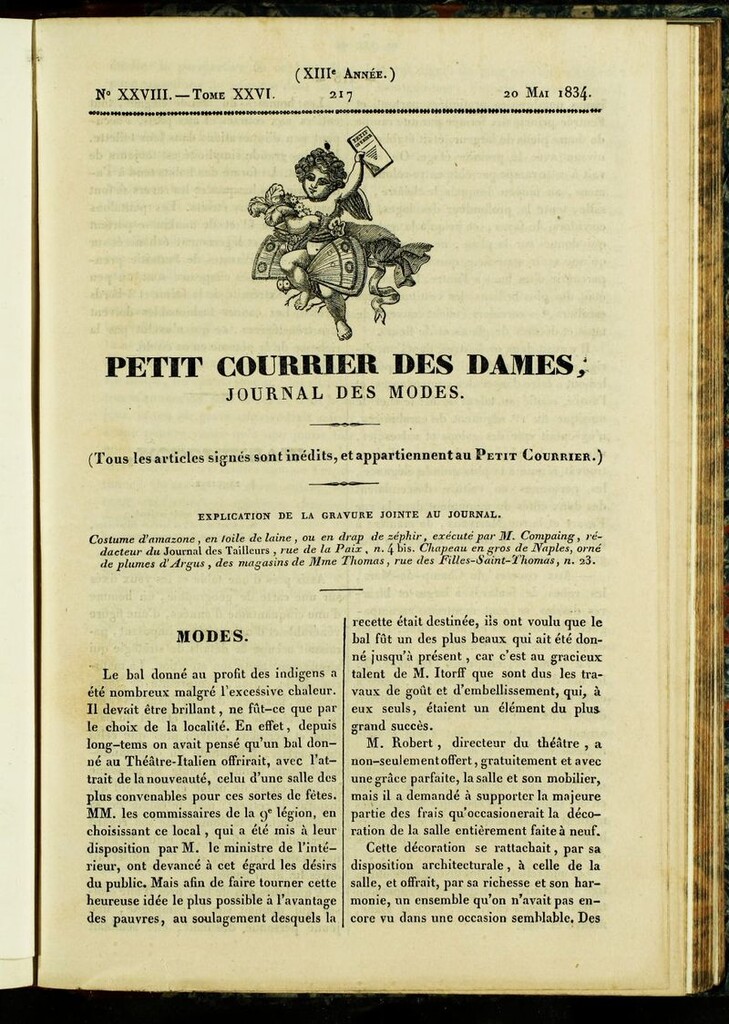 (XIIIe Année.)
No XXVIII. — Tome XXVI. 217 20 Mai 1834.
PETIT COURRIER DES DAMES,
JOURNAL DES MODES.
(Tous les articles signés sont inédits, et appartiennent au Petit Courrier.)
EXPLICATION DE LA GRAVURE JOINTE AU JOURNAL.
Costume d'amazone, en toile de laine, ou en drap de zéphir, exécuté par M. Compaing, ré-
dacteur du Journal des Tailleurs, rue de la Paix, n. 4 bis. Chapeau en gros de Naples, orné
de plumes d'Argus, des magasins de Mme Thomas, rue des Filles-Saint-Thomas, n. 23.
MODES.
Le bal donné au profit des indigens a
été nombreux malgré l'excessive chaleur.
Il devait être brillant, ne fût-ce que par
le choix de la localité. En effet, depuis
long-tems on avait pensé qu'un bal don-
né au Théâtre-Italien offrirait, avec l'at-
trait de la nouveauté, celui d'une salle des
plus convenables pour ces sortes de fêtes.
MM. les commissaires de la 9e légion, en
choisissant ce local, qui a été mis à leur
disposition par M. le ministre de l'inté-
rieur, ont devancé à cet égard les désirs
du public. Mais afin de faire tourner cette
heureuse idée le plus possible à l'avantage
des pauvres, au soulagement desquels la
recette était destinée, ils ont voulu que le
bal fût un des plus beaux qui ait été don-
né jusqu'à présent, car c'est au gracieux
talent de M. Itorff que sont dus les tra-
vaux de goût et d'embellissement, qui, à
eux seuls, étaient un élément du plus
grand succès.
M. Robert, directeur du théâtre, a
non-seulement offert, gratuitement et avec
une grâce parfaite, la salle et son mobilier,
mais il a demandé à supporter la majeure
partie des frais qu'occasionerait la déco-
ration de la salle entièrement faite à neuf.
Cette décoration se rattachait, par sa
disposition architecturale, à celle de la
salle, et offrait, par sa richesse et son har-
monie, un ensemble qu'on n'avait pas en-
core vu dans une occasion semblable. Des